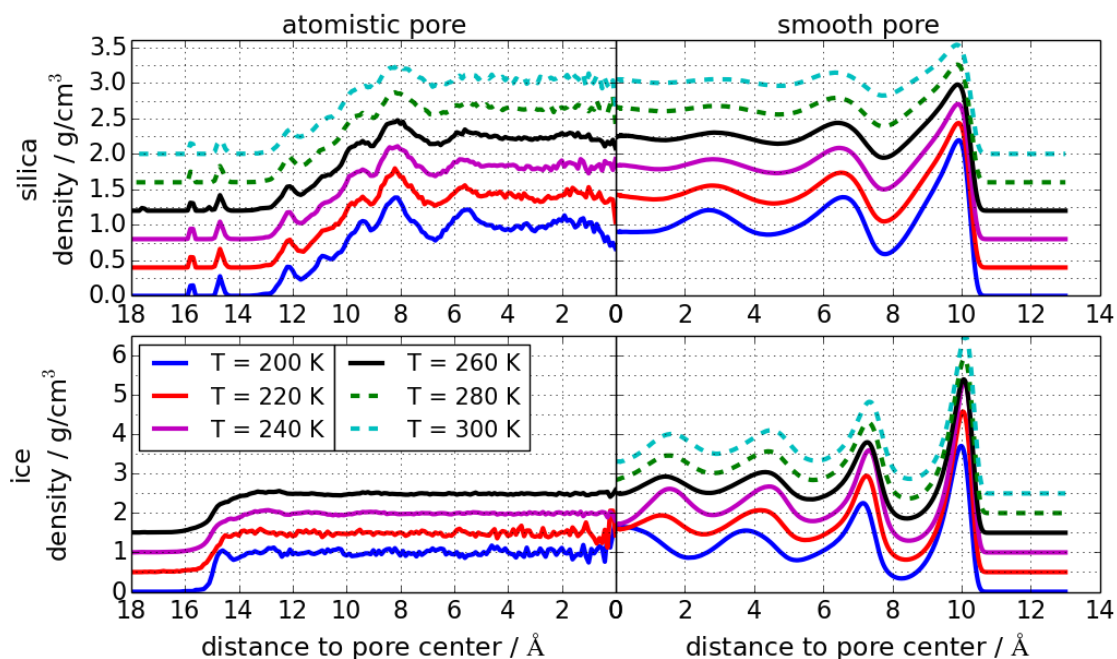 atomistic pore
smooth pore
silica
density / g/cm³
3.5
3.0
2.5
2.0
1.5
1.0
0.5
0.0
18 16 14 12 10 8 6 4 2 0
0 2 4 6 8 10 12 14
ice
density / g/cm³
6
5
4
3
2
1
0
T = 200 K
T = 220 K
T = 240 K
T = 260 K
T = 280 K
T = 300 K
18 16 14 12 10 8 6 4 2 0
0 2 4 6 8 10 12 14
distance to pore center / Å
distance to pore center / Å